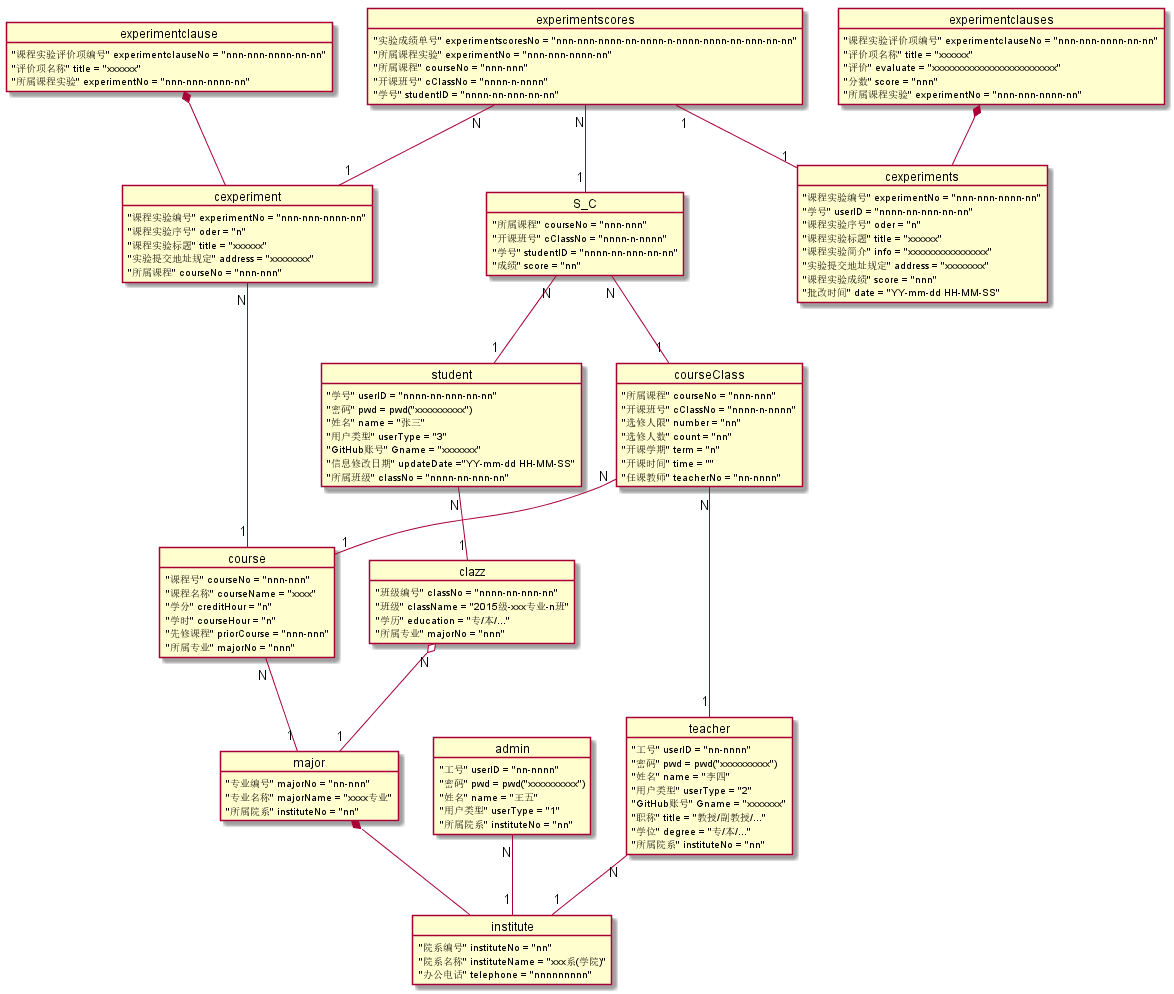 experimentclause
"课程实验评价项编号" experimentclauseNo = "nnn-nnn-nnnn-nn-nn"
"评价项名称" title = "xxxxxx"
"所属课程实验" experimentNo = "nnn-nnn-nnnn-nn"
experimentscores
"实验成绩单号" experimentscoresNo = "nnn-nnn-nnnn-nn-nnnn-n-nnnn-nnnn-nn-nnn-nn-nn"
"所属课程实验" experimentNo = "nnn-nnn-nnnn-nn"
"所属课程" courseNo = "nnn-nnn"
"开课班号" cClassNo = "nnnn-n-nnnn"
"学号" studentID = "nnnn-nn-nnn-nn-nn"
experimentclauses
"课程实验评价项编号" experimentclauseNo = "nnn-nnn-nnnn-nn-nn"
"评价项名称" title = "xxxxxx"
"评价" evaluate = "xxxxxxxxxxxxxxxxxxxxxxxx"
"分数" score = "nnn"
"所属课程实验" experimentNo = "nnn-nnn-nnnn-nn"
N
N
1
1
1
1
cexperiment
"课程实验编号" experimentNo = "nnn-nnn-nnnn-nn"
"课程实验序号" oder = "n"
"课程实验标题" title = "xxxxxx"
"实验提交地址规定" address = "xxxxxxxx"
"所属课程" courseNo = "nnn-nnn"
S_C
"所属课程" courseNo = "nnn-nnn"
"开课班号" cClassNo = "nnnn-n-nnnn"
"学号" studentID = "nnnn-nn-nnn-nn-nn"
"成绩" score = "nn"
cexperiments
"课程实验编号" experimentNo = "nnn-nnn-nnnn-nn"
"学号" userID = "nnnn-nn-nnn-nn-nn"
"课程实验序号" oder = "n"
"课程实验标题" title = "xxxxxx"
"课程实验简介" info = "xxxxxxxxxxxxxxx"
"实验提交地址规定" address = "xxxxxxxx"
"课程实验成绩" score = "nnn"
"批改时间" date = "YY-mm-dd HH-MM-SS"
N
N
N
1
1
student
"学号" userID = "nnnn-nn-nnn-nn-nn"
"密码" pwd = pwd("xxxxxxxxx")
"姓名" name = "张三"
"用户类型" userType = "3"
"GitHub账号" Gname = "xxxxxxx"
"信息修改日期" updateDate ="YY-mm-dd HH-MM-SS"
"所属班级" classNo = "nnnn-nn-nnn-nn"
courseClass
"所属课程" courseNo = "nnn-nnn"
"开课班号" cClassNo = "nnnn-n-nnnn"
"选修人限" number = "nn"
"选修人数" count = "nn"
"开课学期" term = "n"
"开课时间" time = ""
"任课教师" teacherNo = "nn-nnnn"
N
N
N
1
1
1
course
"课程号" courseNo = "nnn-nnn"
"课程名称" courseName = "xxxx"
"学分" creditHour = "n"
"学时" courseHour = "n"
"先修课程" priorCourse = "nnn-nnn"
"所属专业" majorNo = "nnn"
clazz
"班级编号" classNo = "nnnn-nn-nnn-nn"
"班级" className = "2015级-xxx专业-n班"
"学历" education = "专/本/..."
"所属专业" majorNo = "nnn"
N
N
1
1
1
major
"专业编号" majorNo = "nn-nnn"
"专业名称" majorName = "xxxx专业"
"所属院系" instituteNo = "nn"
admin
"工号" userID = "nn-nnnn"
"密码" pwd = pwd("xxxxxxxxx")
"姓名" name = "王五"
"用户类型" userType = "1"
"所属院系" instituteNo = "nn"
teacher
"工号" userID = "nn-nnnn"
"密码" pwd = pwd("xxxxxxxxx")
"姓名" name = "李四"
"用户类型" userType = "2"
"GitHub账号" Gname = "xxxxxxx"
"职称" title = "教授/副教授/..."
"学位" degree = "专/本/..."
"所属院系" instituteNo = "nn"
N
N
1
1
institute
"院系编号" instituteNo = "nn"
"院系名称" instituteName = "xxx系(学院)"
"办公电话" telephone = "nnnnnnnnn"